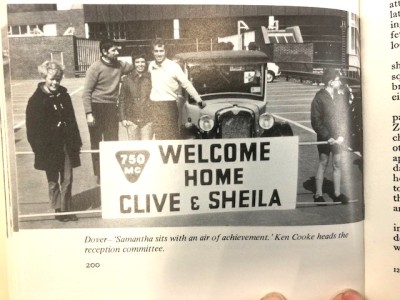 750
MC
WELCOME
HOME
CLIVE & SHEILA
Dover—'Samantha sits with an air of achievement.' Ken Cooke heads the
reception committee.
200